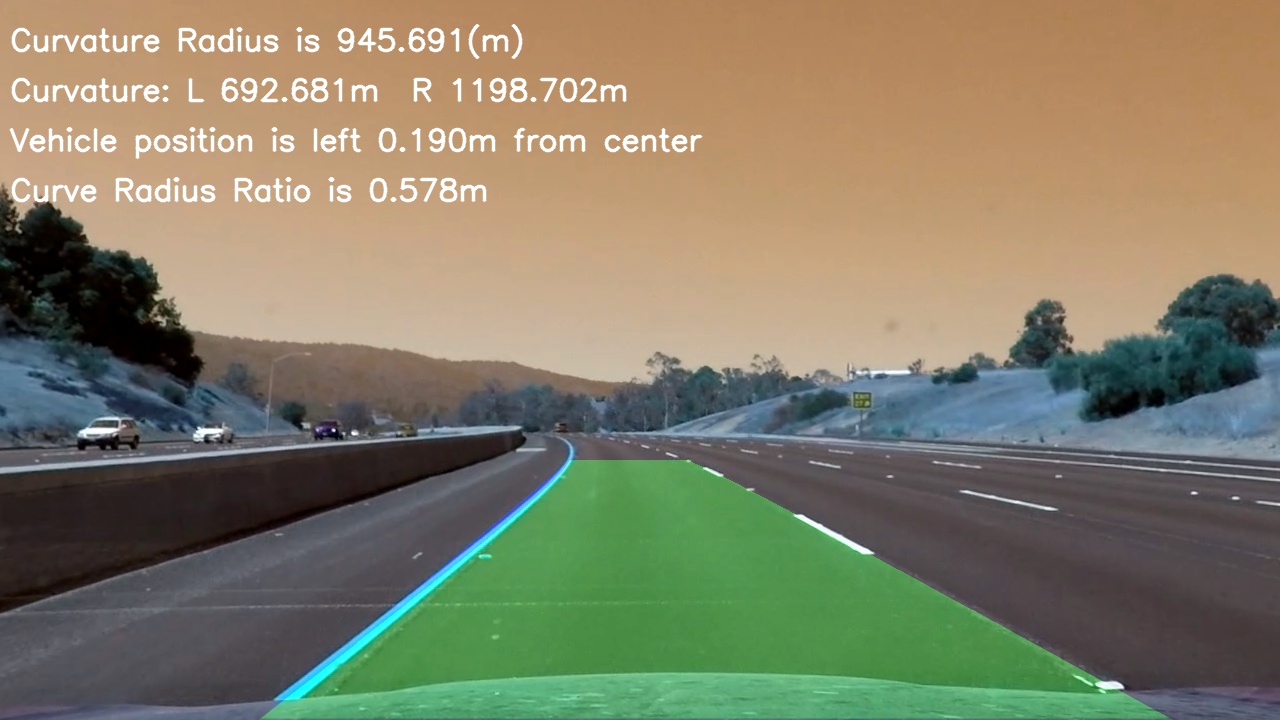 Curvature Radius is 945.691(m)
Curvature: L 692.681m R 1198.702m
Vehicle position is left 0.190m from center
Curve Radius Ratio is 0.578m
EXIT